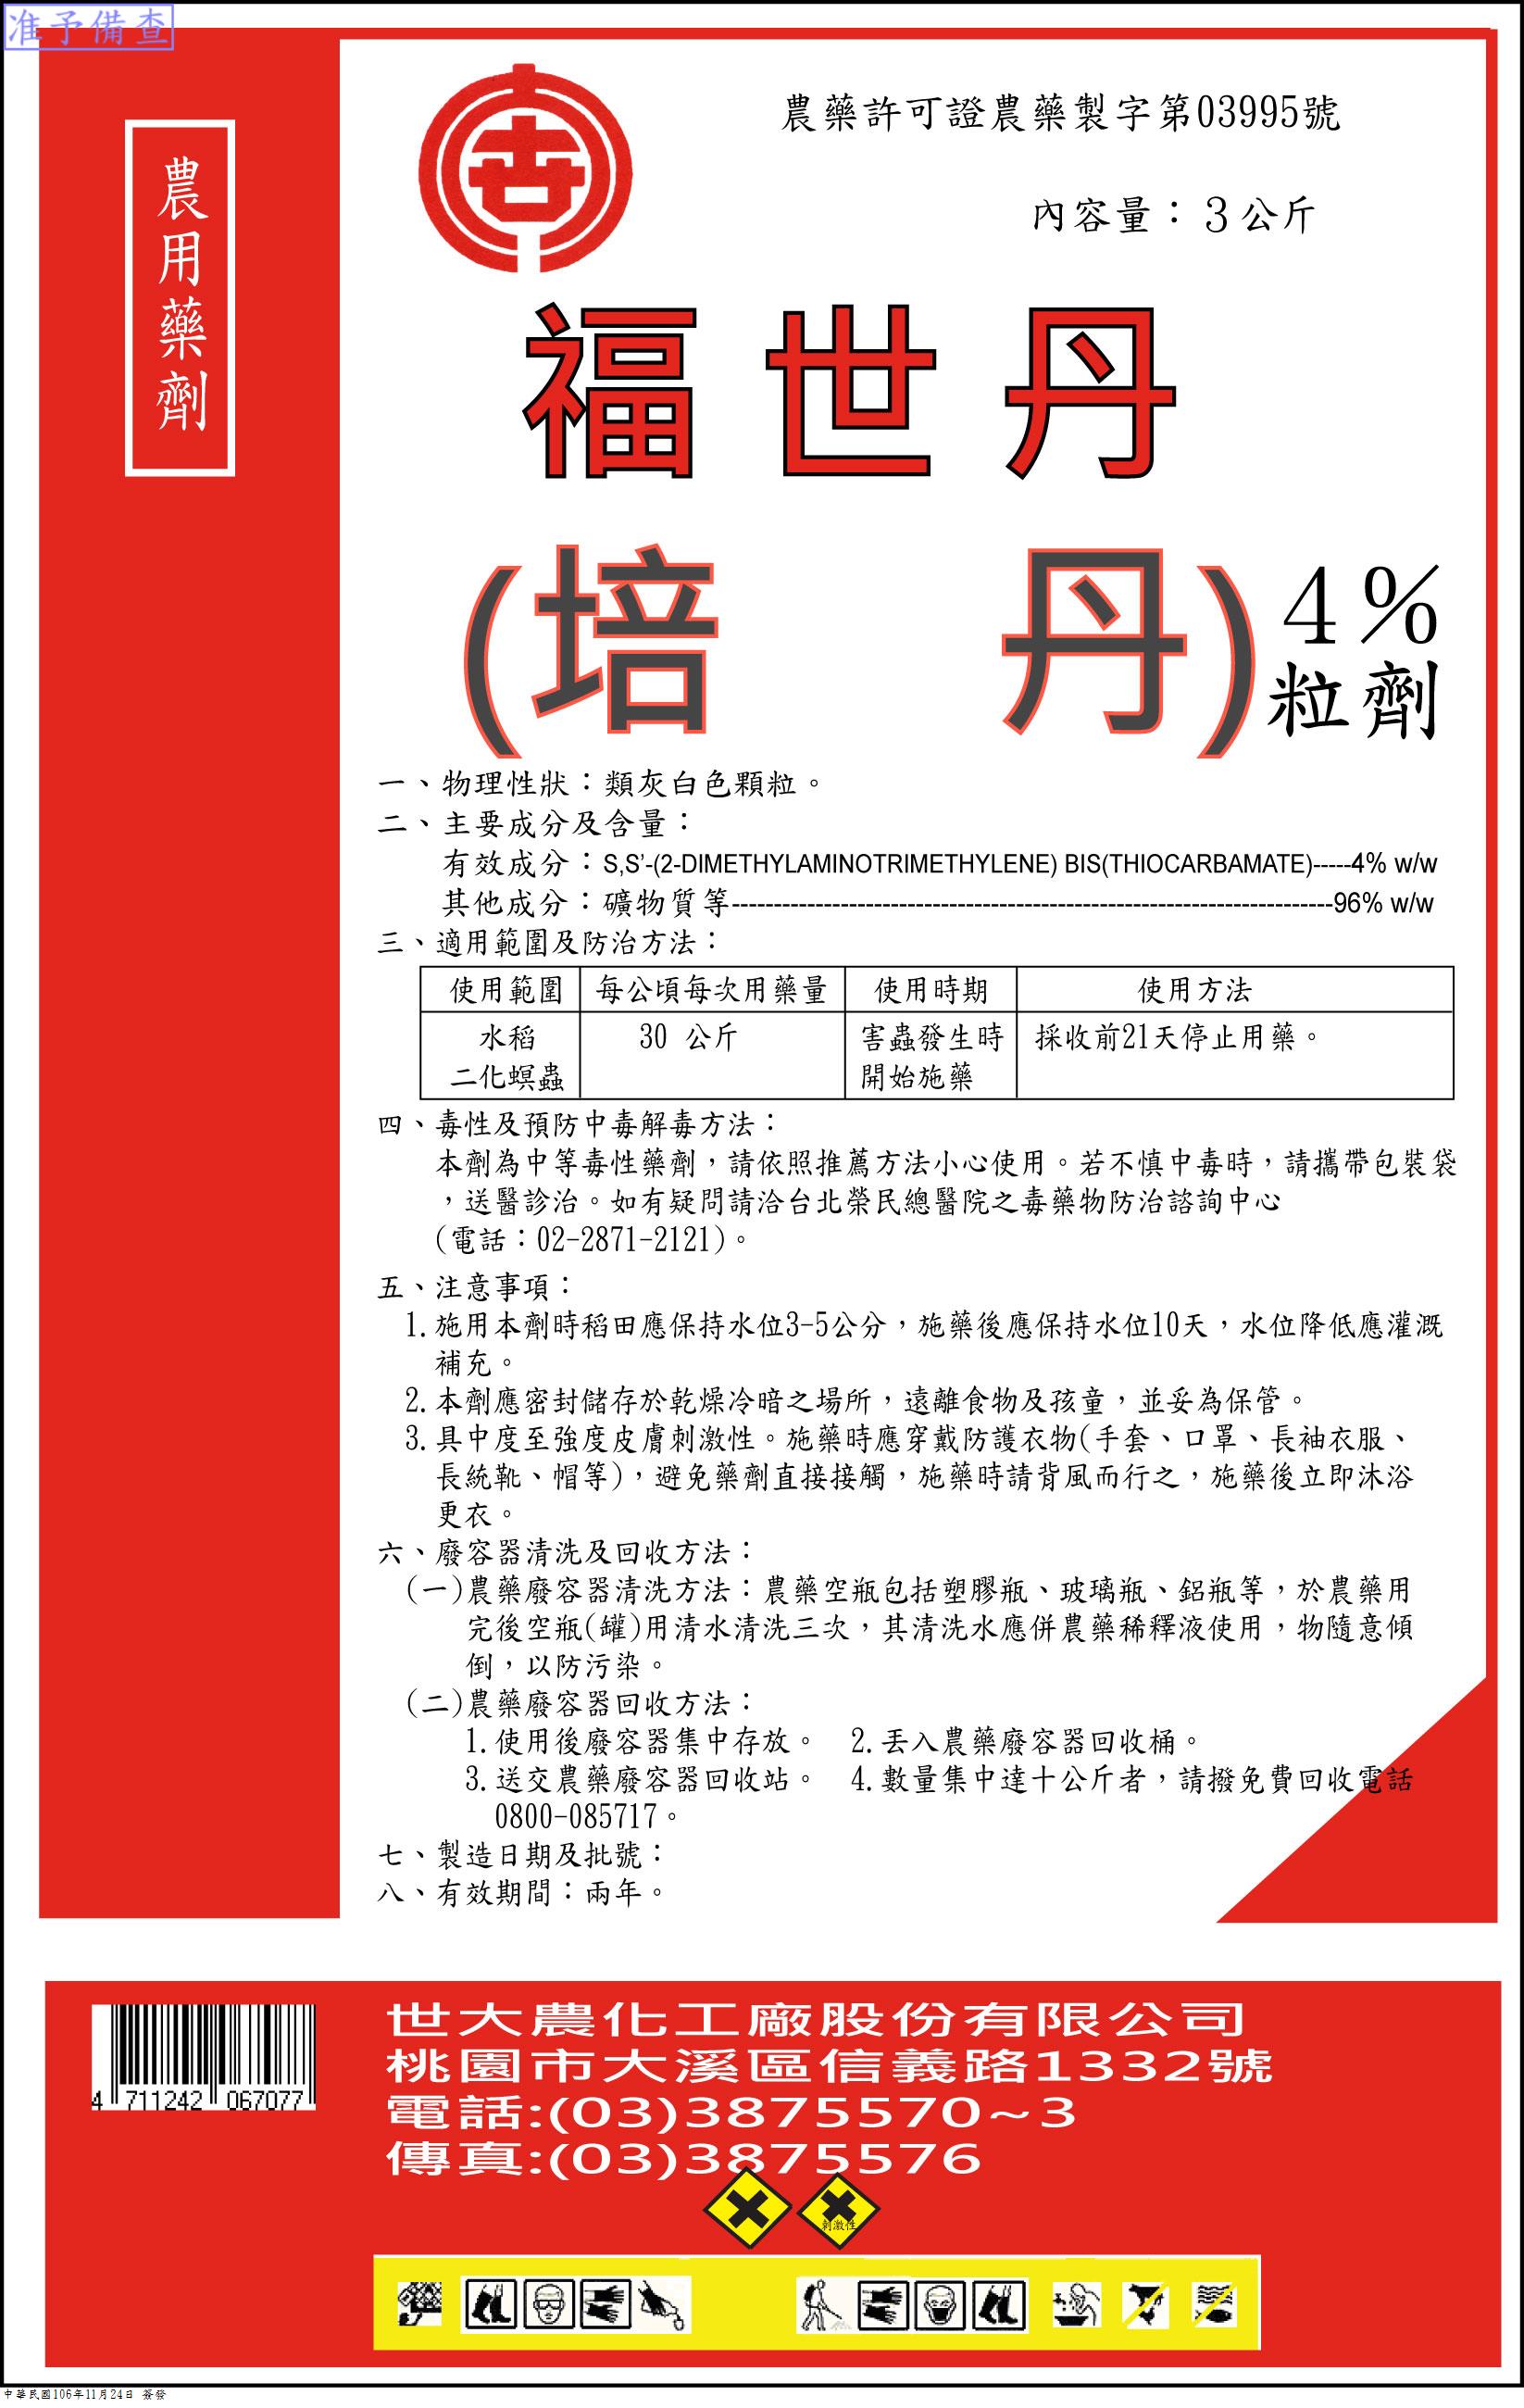 准予備查
農用藥劑
農藥許可證農藥製字第03995號
內容量：3公斤
福世丹
(培 丹)4%
粒劑
一、物理性狀：類灰白色顆粒。
二、主要成分及含量：
有效成分：S,S'-(2-DIMETHYLAMINOTRIMETHYLENE) BIS(THIOCARBAMATE)-----4% w/w
其他成分：礦物質等-----------------------------------------------------------------------96% w/w
三、適用範圍及防治方法：
使用範圍 每公頃每次用藥量 使用時期 使用方法
水稻 30 公斤 害蟲發生時 採收前21天停止用藥。
二化螟蟲 開始施藥
四、毒性及預防中毒解毒方法：
本劑為中等毒性藥劑，請依照推薦方法小心使用。若不慎中毒時，請攜帶包裝袋
，送醫診治。如有疑問請洽台北榮民總醫院之毒藥物防治諮詢中心
(電話：02-2871-2121)。
五、注意事項：
1.施用本劑時稻田應保持水位3-5公分，施藥後應保持水位10天，水位降低應灌溉
補充。
2.本劑應密封儲存於乾燥冷暗之場所，遠離食物及孩童，並妥為保管。
3.具中度至強度皮膚刺激性。施藥時應穿戴防護衣物(手套、口罩、長袖衣服、
長統靴、帽等)，避免藥劑直接接觸，施藥時請背風而行之，施藥後立即沐浴
更衣。
六、廢容器清洗及回收方法：
(一)農藥廢容器清洗方法：農藥空瓶包括塑膠瓶、玻璃瓶、鋁瓶等，於農藥用
完後空瓶(罐)用清水清洗三次，其清洗水應併農藥稀釋液使用，物隨意傾
倒，以防污染。
(二)農藥廢容器回收方法：
1.使用後廢容器集中存放。 2.丟入農藥廢容器回收桶。
3.送交農藥廢容器回收站。 4.數量集中達十公斤者，請撥免費回收電話
0800-085717。
七、製造日期及批號：
八、有效期間：兩年。
4 711242 067077
世大農化工廠股份有限公司
桃園市大溪區信義路1332號
電話:(03)3875570~3
傳真:(03)3875576
刺激性
中華民國106年11月24日 簽發